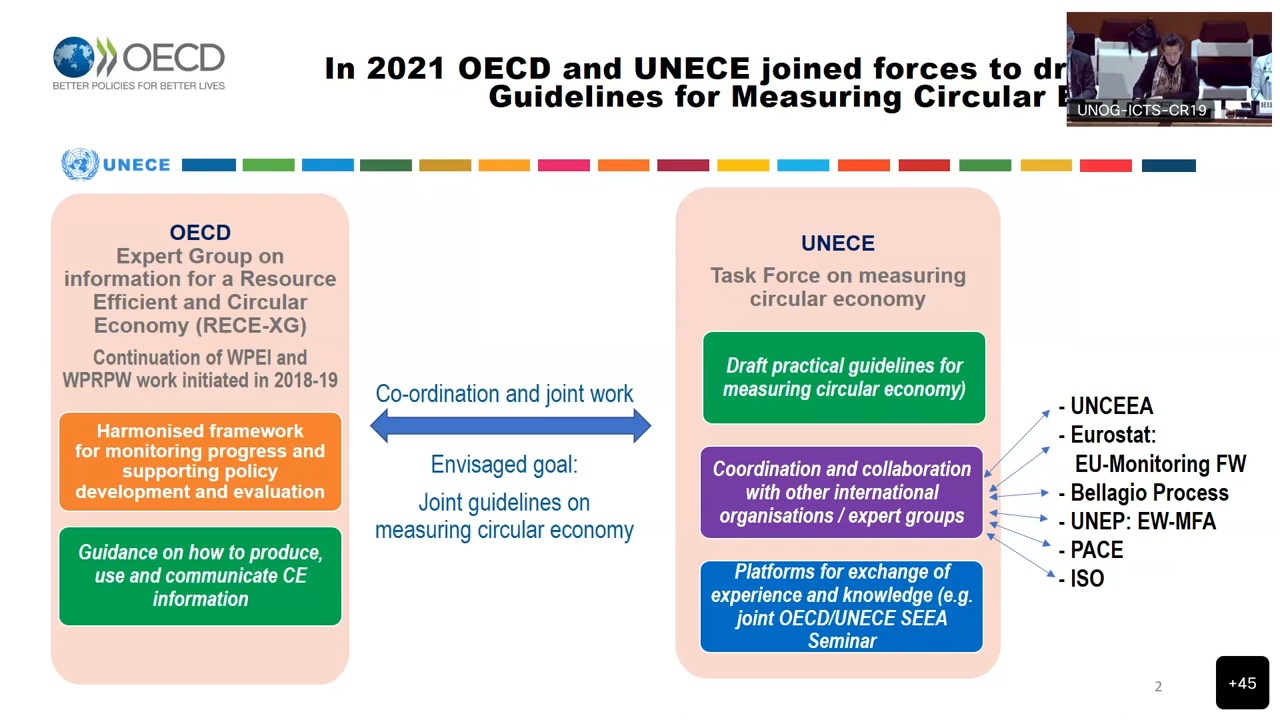 OECD
BETTER POLICIES FOR BETTER LIVES
In 2021 OECD and UNECE joined forces to
Guidelines for Measuring Circular
UNOG-ICTS-CR19
UNECE
OECD
Expert Group on
information for a Resource
Efficient and Circular
Economy (RECE-XG)
Continuation of WPEI and
WPRPW work initiated in 2018-19
Harmonised framework
for monitoring progress and
supporting policy
development and evaluation
Guidance on how to produce,
use and communicate CE
information
Co-ordination and joint work
Envisaged goal:
Joint guidelines on
measuring circular economy
UNECE
Task Force on measuring
circular economy
Draft practical guidelines for
measuring circular economy)
Coordination and collaboration
with other international
organisations / expert groups
Platforms for exchange of
experience and knowledge (e.g.
joint OECD/UNECE SEEA
Seminar
- UNCEEA
- Eurostat:
EU-Monitoring FW
- Bellagio Process
- UNEP: EW-MFA
- PACE
- ISO
2
+45